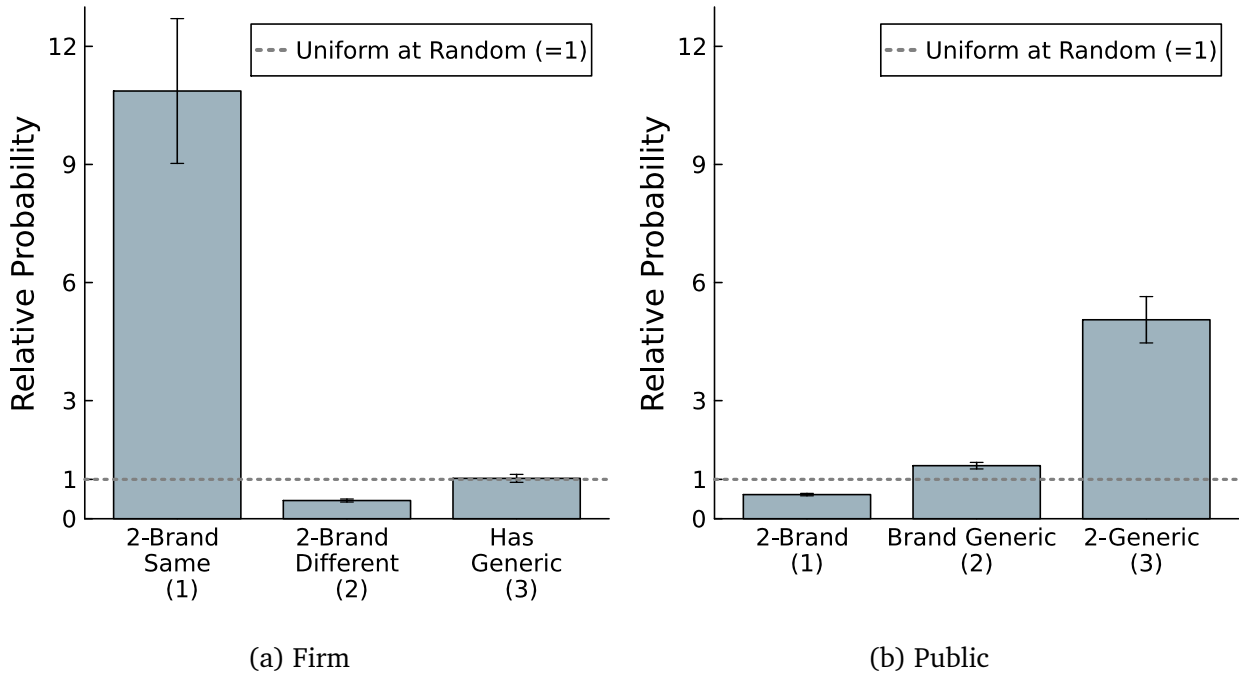 Relative Probability
12
9
6
3
1
0
Uniform at Random (=1)
2-Brand
Same
(1)
2-Brand
Different
(2)
Has
Generic
(3)
(a) Firm
Relative Probability
12
9
6
3
1
0
Uniform at Random (=1)
2-Brand
(1)
Brand Generic
(2)
2-Generic
(3)
(b) Public